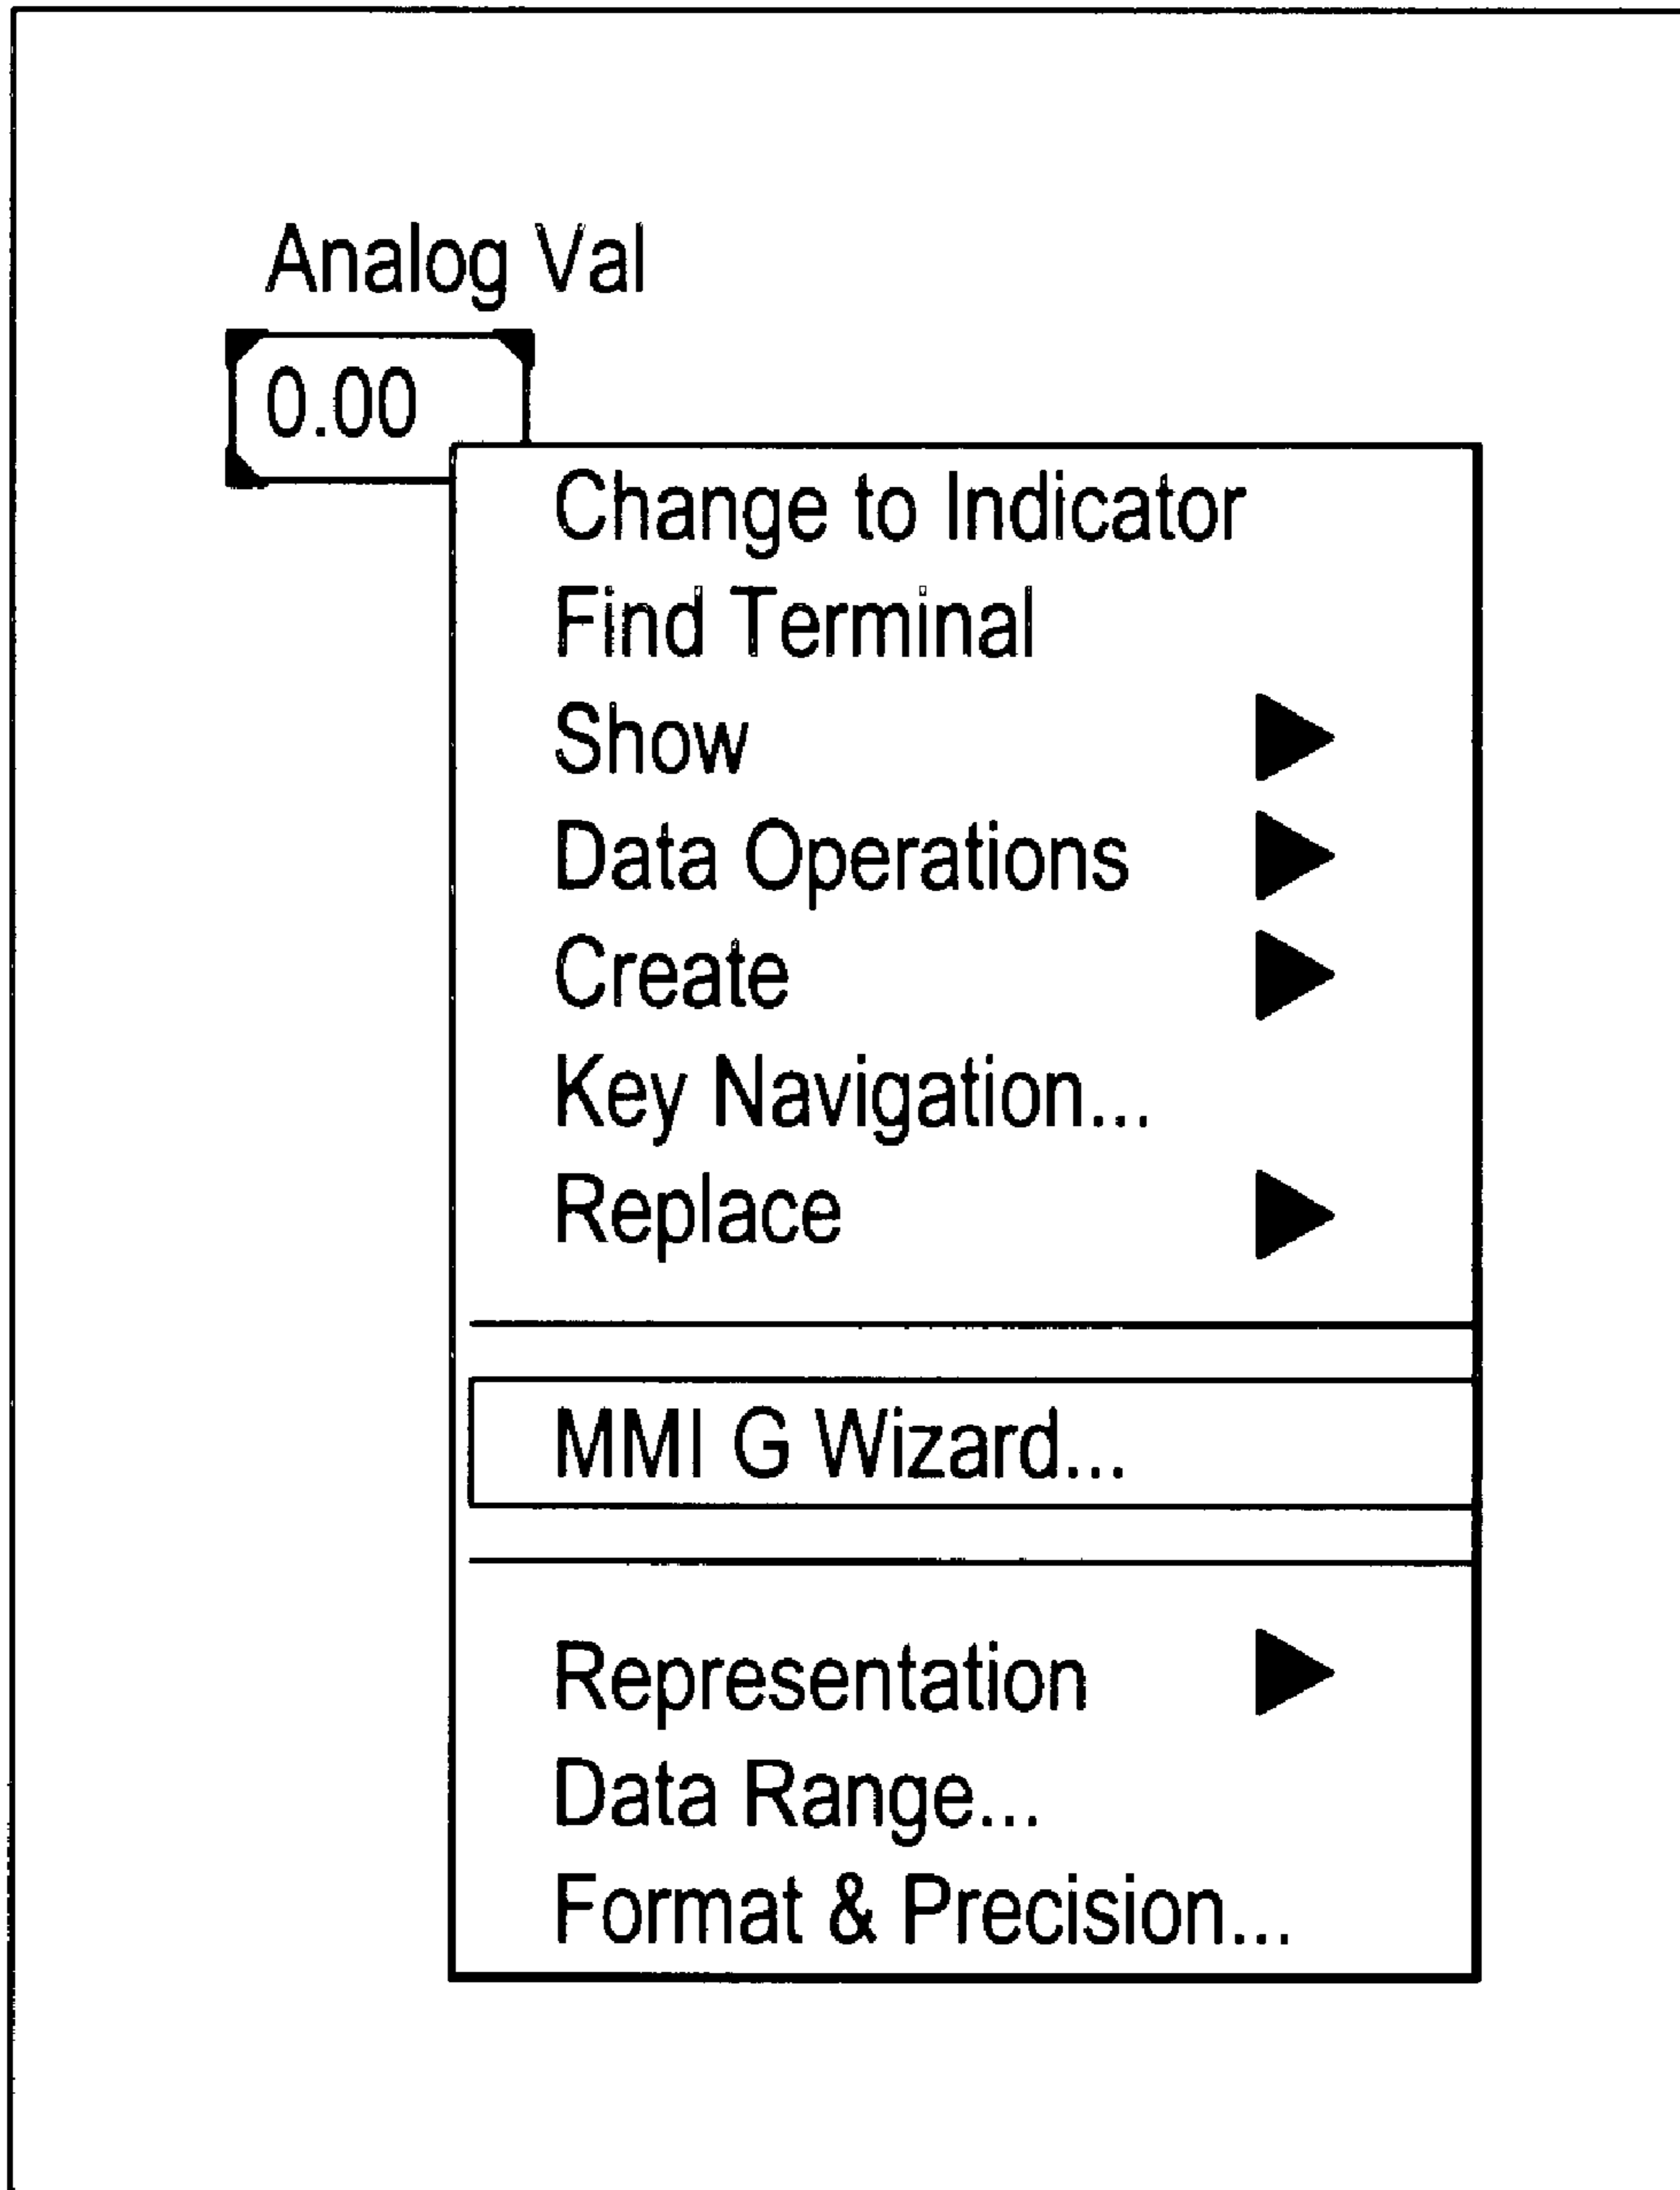 Analog Val
0.00
Change to Indicator
Find Terminal
Show
Data Operations
Create
Key Navigation...
Replace
MMI G Wizard...
Representation
Data Range...
Format & Precision...